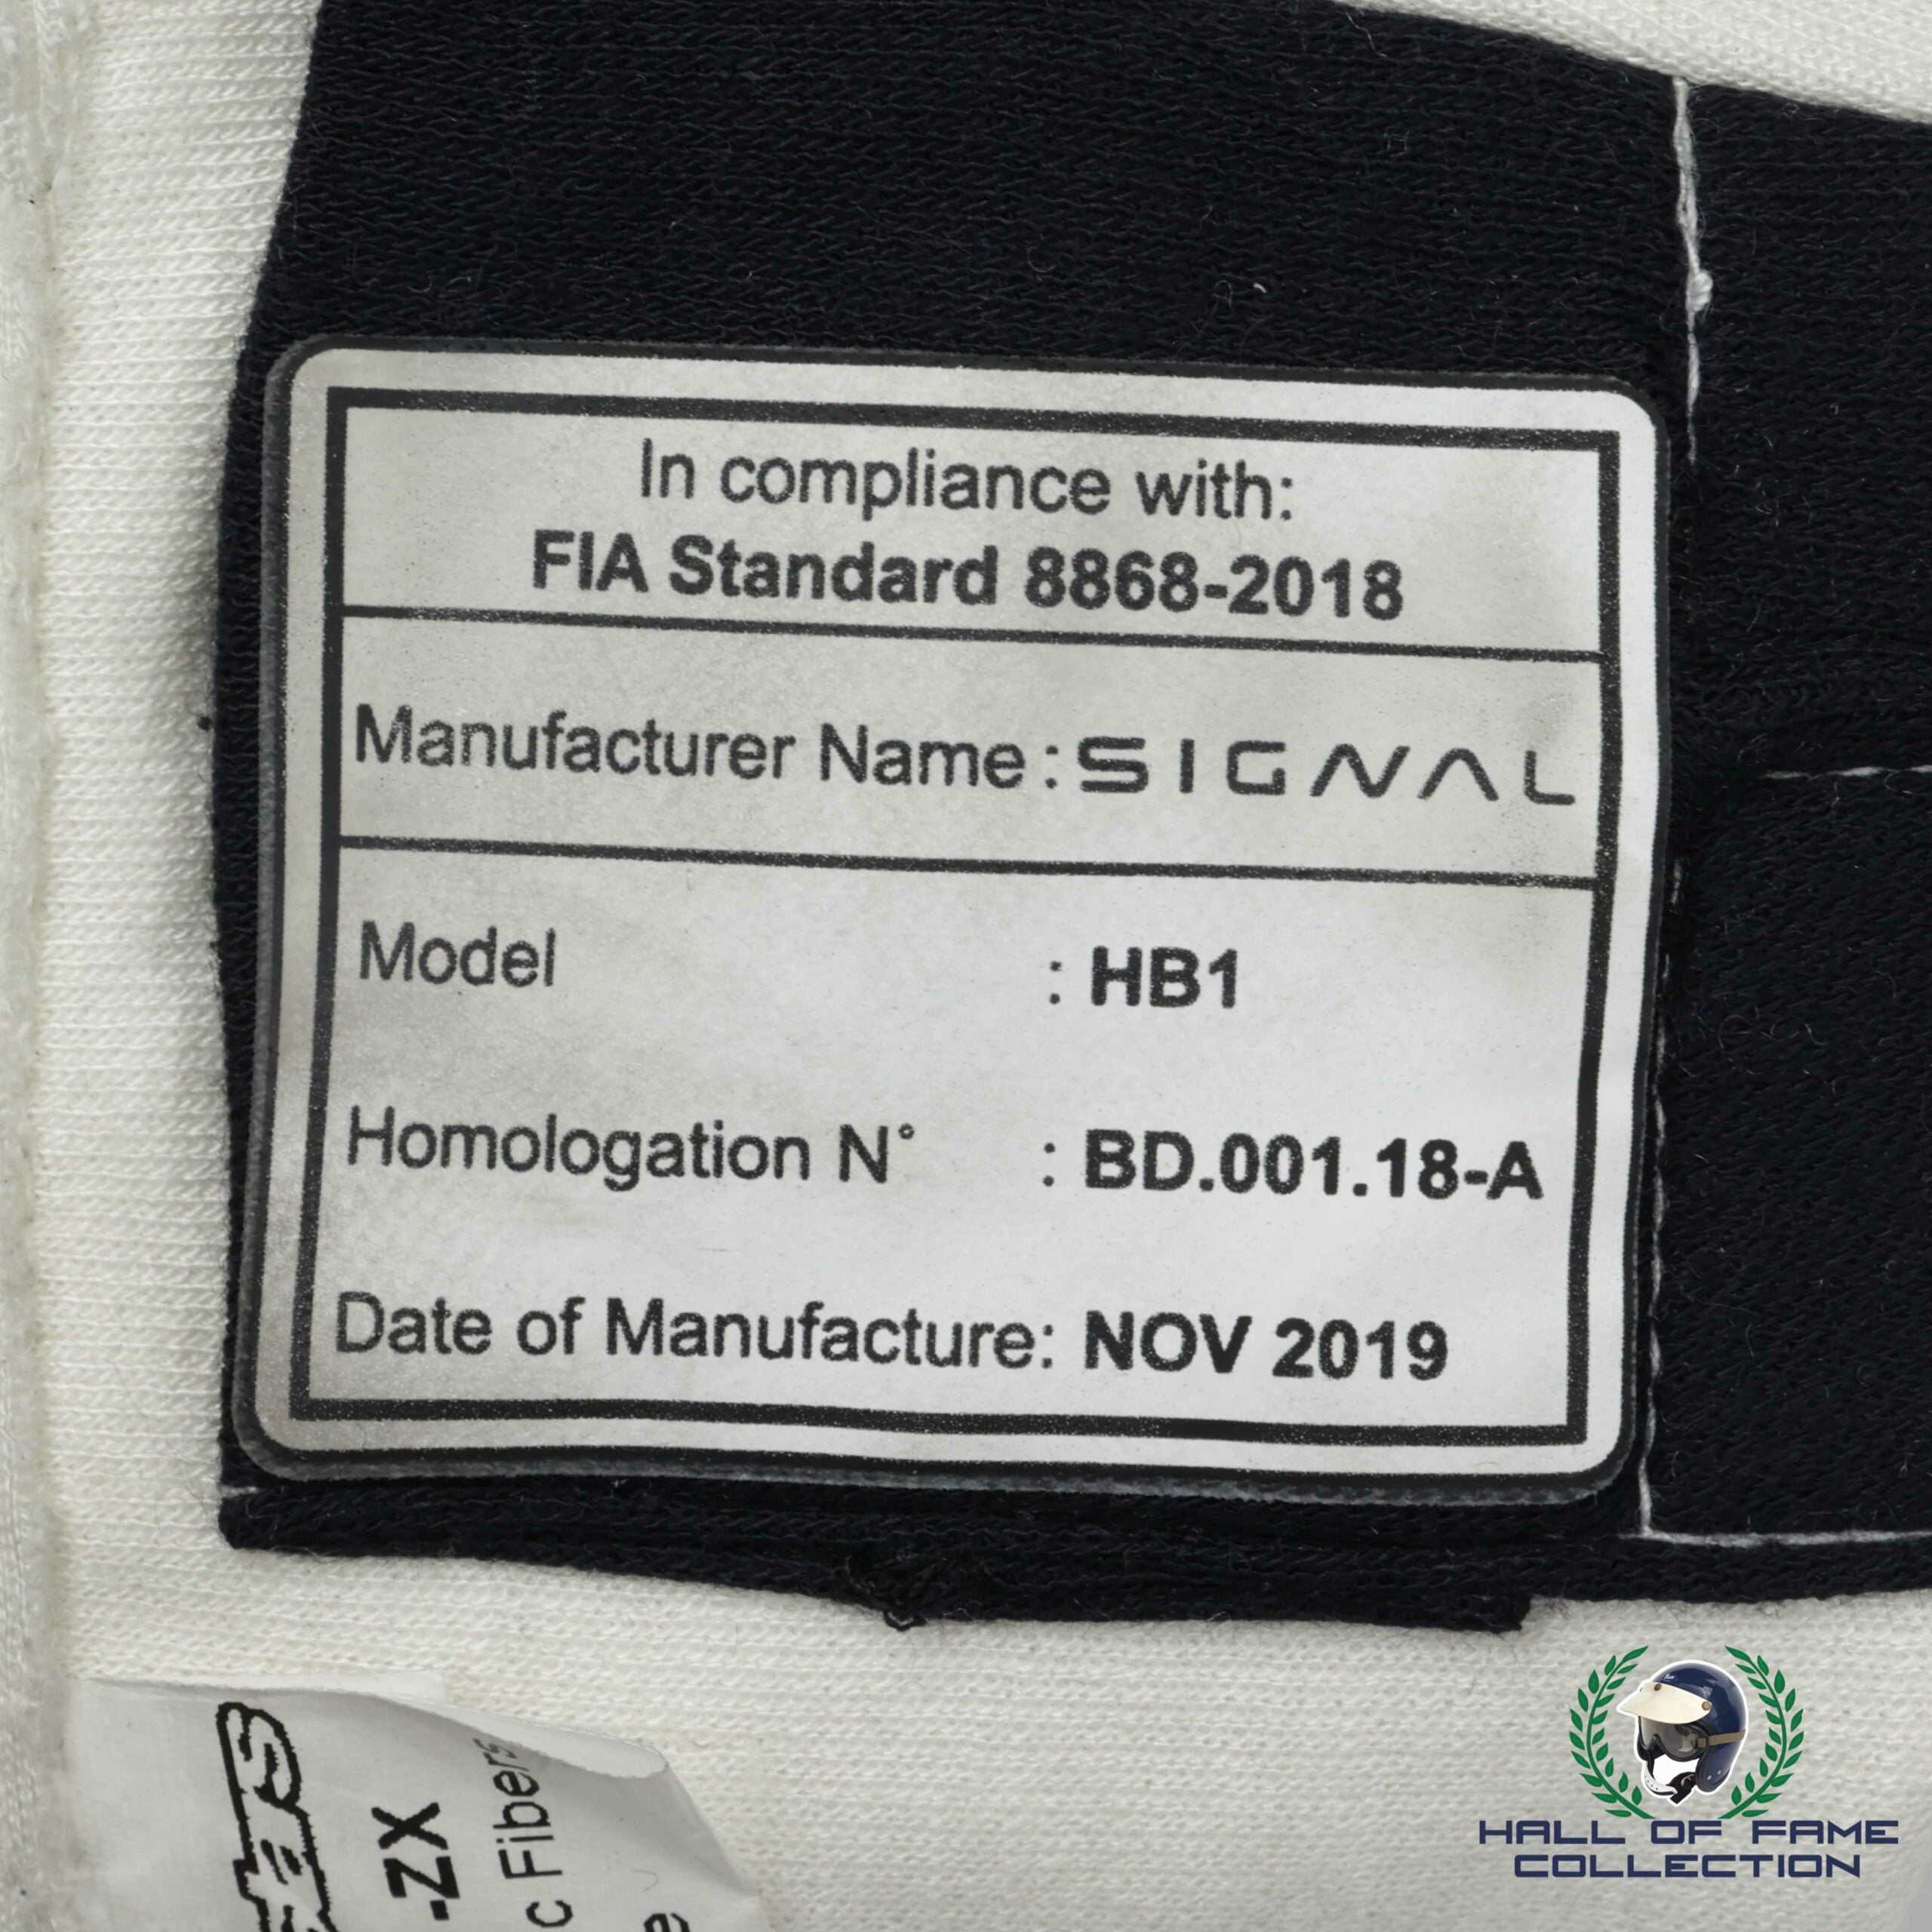 In compliance with:
FIA Standard 8868-2018
Manufacturer Name : SIGNAL
Model : HB1
Homologation N° : BD.001.18-A
Date of Manufacture: NOV 2019
-ZX
c Fibers
HALL OF FAME
COLLECTION